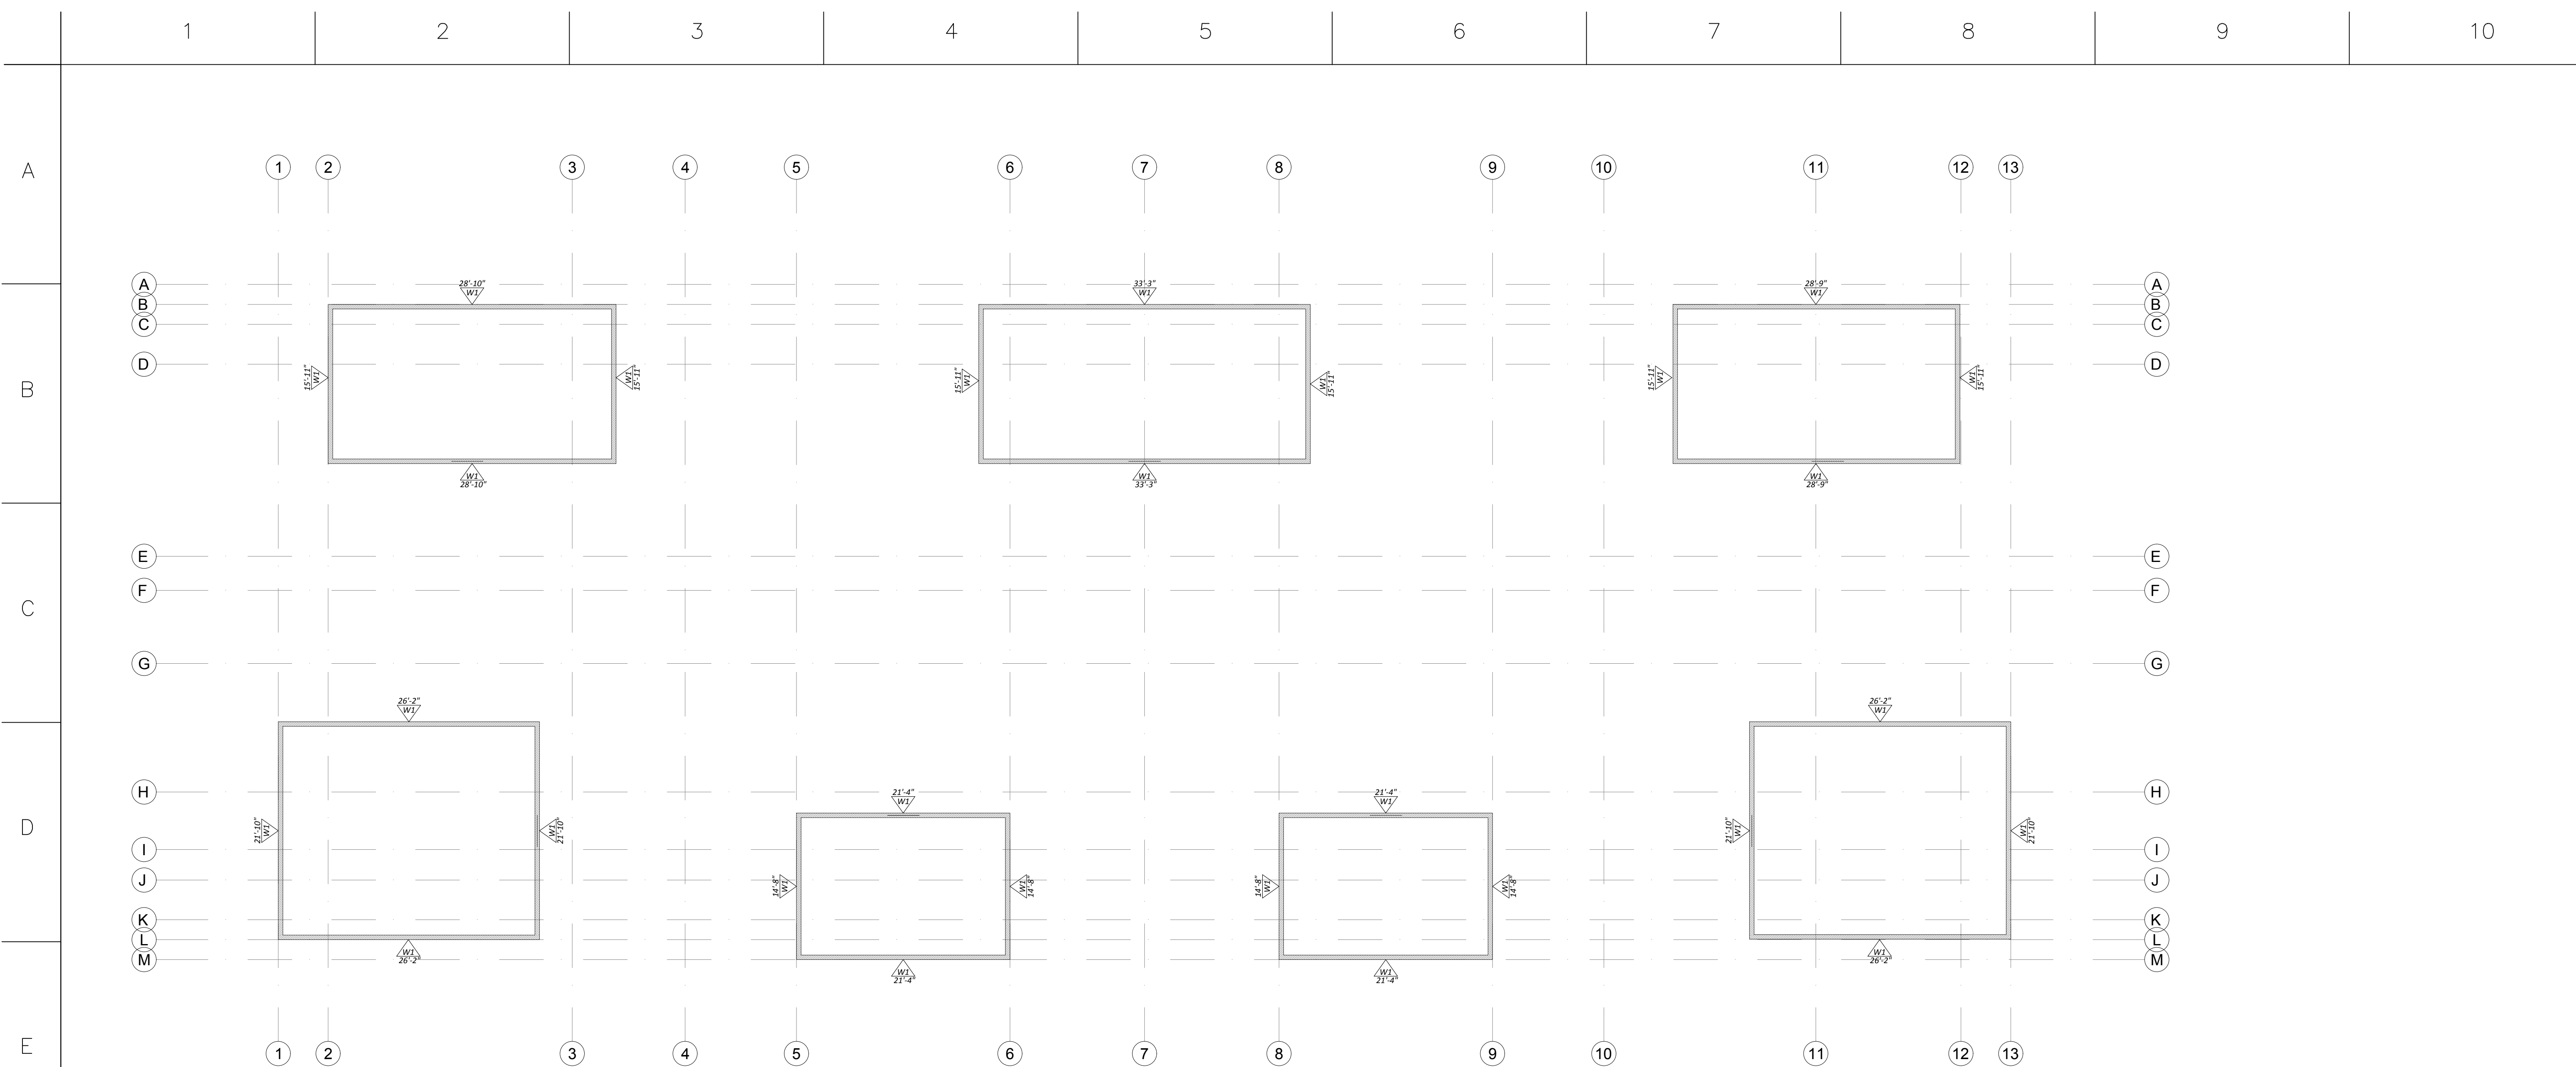 1 2 3 4 5 6 7 8 9 10
A
1 2 3 4 5 6 7 8 9 10 11 12 13
A A
28'-10" 33'-3" 28'-9"
W1 W1 W1
B B
C C
D D
15'-11" W1 W1 15'-11" 15'-11" W1 W1 15'-11" 15'-11" W1 W1 15'-11"
B
W1 W1 W1
28'-10" 33'-3" 28'-9"
E E
F F
C
G G
26'-2" 26'-2"
W1 W1
H H
21'-4" 21'-4"
W1 W1
D
21'-10" W1 W1 21'-10" 21'-10" W1 W1 21'-10"
I I
J J
14'-8" W1 W1 14'-8" 14'-8" W1 W1 14'-8"
K K
L L
W1 W1
M M
26'-2" 26'-2"
W1 W1
21'-4" 21'-4"
E
1 2 3 4 5 6 7 8 9 10 11 12 13